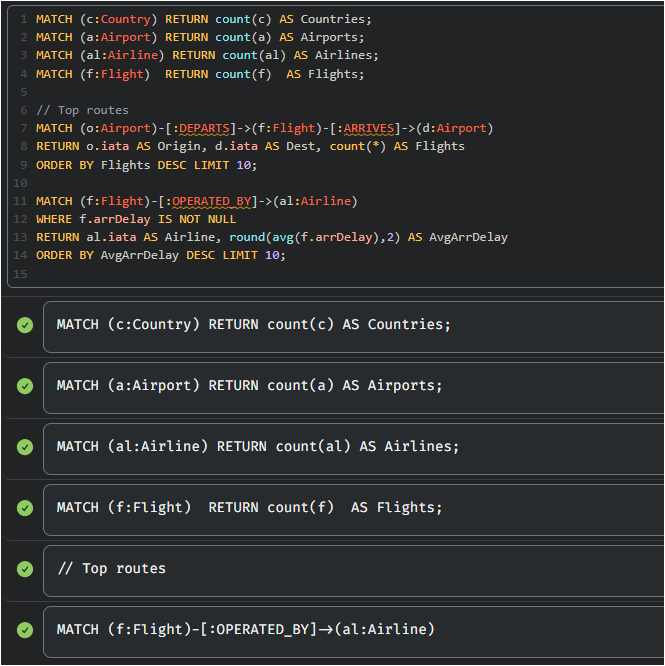 1 MATCH (c:Country) RETURN count(c) AS Countries;
2 MATCH (a:Airport) RETURN count(a) AS Airports;
3 MATCH (al:Airline) RETURN count(al) AS Airlines;
4 MATCH (f:Flight)  RETURN count(f)  AS Flights;
5
6 // Top routes
7 MATCH (o:Airport)-[:DEPARTS]->(f:Flight)-[:ARRIVES]->(d:Airport)
8 RETURN o.iata AS Origin, d.iata AS Dest, count(*) AS Flights
9 ORDER BY Flights DESC LIMIT 10;
10
11 MATCH (f:Flight)-[:OPERATED_BY]->(al:Airline)
12 WHERE f.arrDelay IS NOT NULL
13 RETURN al.iata AS Airline, round(avg(f.arrDelay),2) AS AvgArrDelay
14 ORDER BY AvgArrDelay DESC LIMIT 10;
15
MATCH (c:Country) RETURN count(c) AS Countries;
MATCH (a:Airport) RETURN count(a) AS Airports;
MATCH (al:Airline) RETURN count(al) AS Airlines;
MATCH (f:Flight)  RETURN count(f)  AS Flights;
// Top routes
MATCH (f:Flight)-[:OPERATED_BY]->(al:Airline)